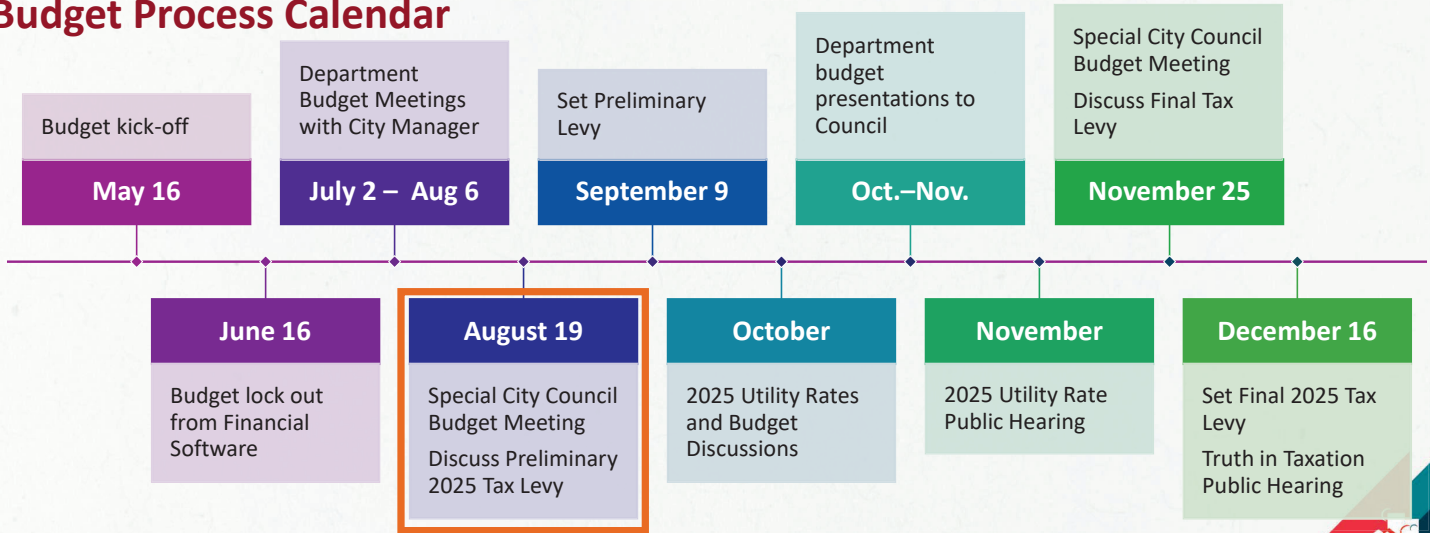 Budget Process Calendar
Budget kick-off
May 16
Department
Budget Meetings
with City Manager
July 2 – Aug 6
Set Preliminary
Levy
September 9
Department
budget
presentations to
Council
Oct.–Nov.
Special City Council
Budget Meeting
Discuss Final Tax
Levy
November 25
June 16
Budget lock out
from Financial
Software
August 19
Special City Council
Budget Meeting
Discuss Preliminary
2025 Tax Levy
October
2025 Utility Rates
and Budget
Discussions
November
2025 Utility Rate
Public Hearing
December 16
Set Final 2025 Tax
Levy
Truth in Taxation
Public Hearing